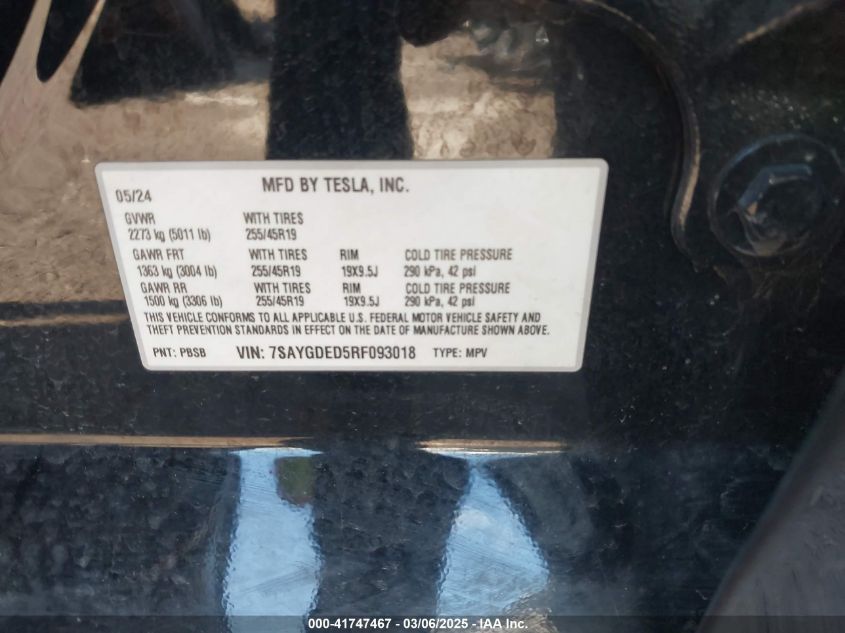 MFD BY TESLA, INC.
05/24
GVWR WITH TIRES
2273 kg (5011 lb) 255/45R19
GAWR FRT WITH TIRES RIM COLD TIRE PRESSURE
1363 kg (3004 lb) 255/45R19 19X9.5J 290 kPa, 42 psi
GAWR RR WITH TIRES RIM COLD TIRE PRESSURE
1500 kg (3306 lb) 255/45R19 19X9.5J 290 kPa, 42 psi
THIS VEHICLE CONFORMS TO ALL APPLICABLE U.S. FEDERAL MOTOR VEHICLE SAFETY AND
THEFT PREVENTION STANDARDS IN EFFECT ON THE DATE OF MANUFACTURE SHOWN ABOVE.
PNT: PBSB VIN: 7SAYGDED5RF093018 TYPE: MPV
000-41747467 - 03/06/2025 - IAA Inc.